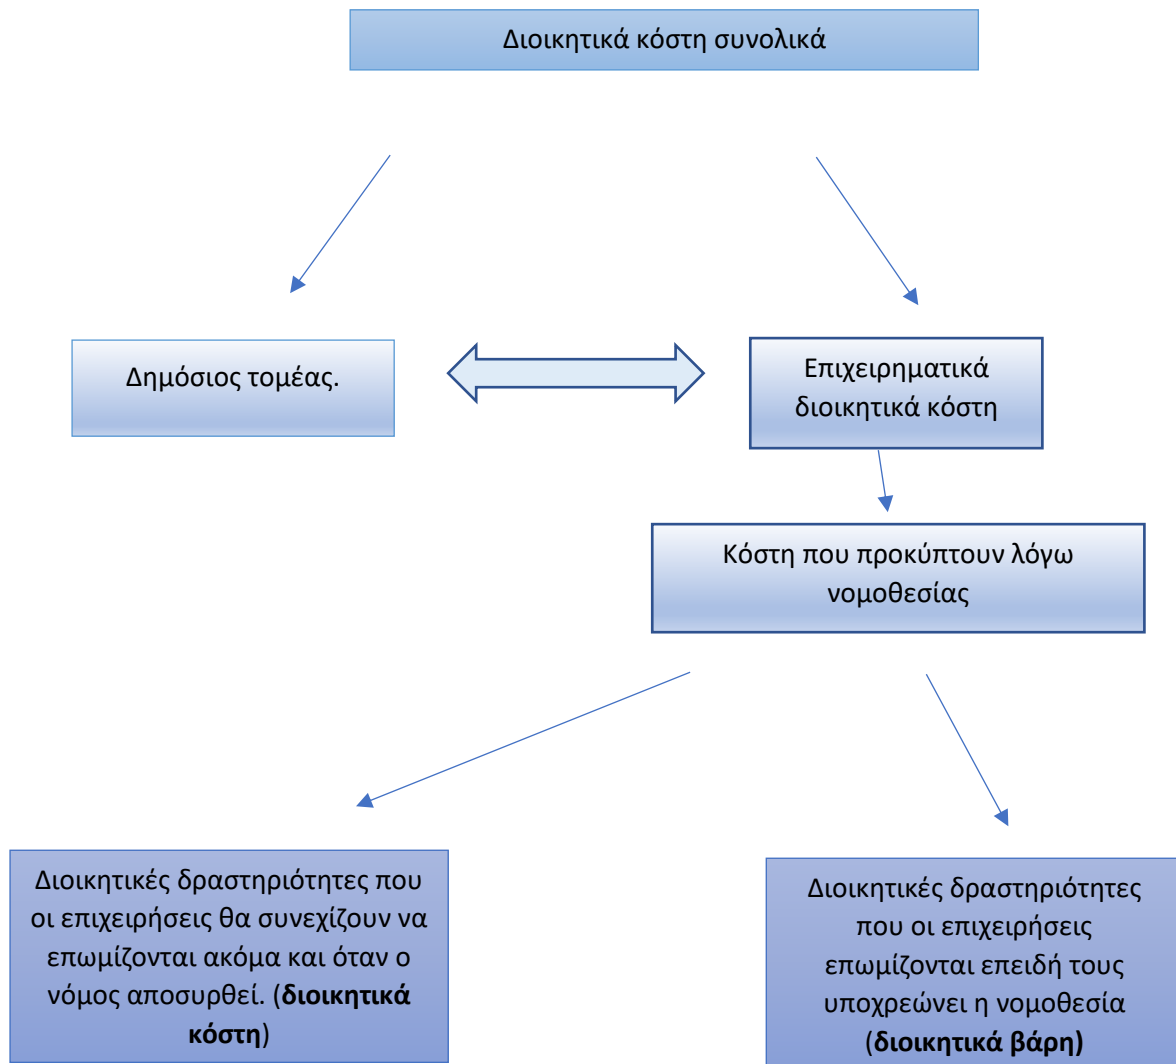 Διοικητικά κόστη συνολικά
Δημόσιος τομέας.
Επιχειρηματικά
διοικητικά κόστη
Κόστη που προκύπτουν λόγω
νομοθεσίας
Διοικητικές δραστηριότητες που
οι επιχειρήσεις θα συνεχίζουν να
επωμίζονται ακόμα και όταν ο
νόμος αποσυρθεί. (διοικητικά
κόστη)
Διοικητικές δραστηριότητες
που οι επιχειρήσεις
επωμίζονται επειδή τους
υποχρεώνει η νομοθεσία
(διοικητικά βάρη)